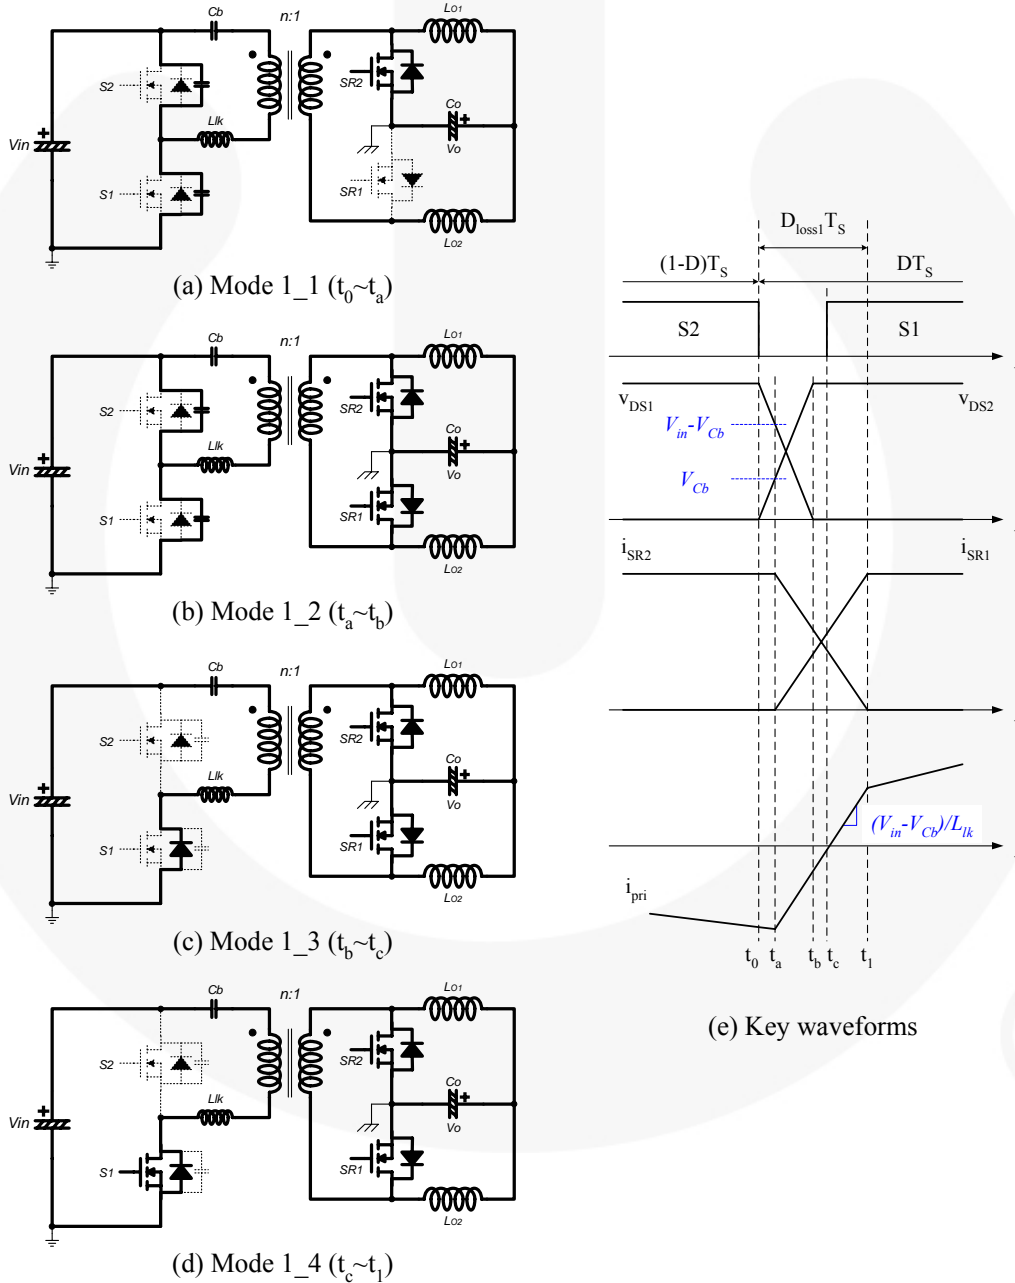 Cb
n:1
LO1
S2
SR2
Llk
Co
Vin
Vo
S1
SR1
LO2
(a) Mode 1_1 (t0~ta)
Cb
n:1
LO1
S2
SR2
Llk
Co
Vin
Vo
S1
SR1
LO2
(b) Mode 1_2 (ta~tb)
Cb
n:1
LO1
S2
SR2
Llk
Co
Vin
Vo
S1
SR1
LO2
(c) Mode 1_3 (tb~tc)
Cb
n:1
LO1
S2
SR2
Llk
Co
Vin
Vo
S1
SR1
LO2
(d) Mode 1_4 (tc~t1)
Dloss1TS
(1-D)TS
DTS
S2
S1
vDS1
vDS2
Vin-VCb
VCb
iSR2
iSR1
(Vin-VCb)/Llk
ipri
t0 ta tb tc t1
(e) Key waveforms